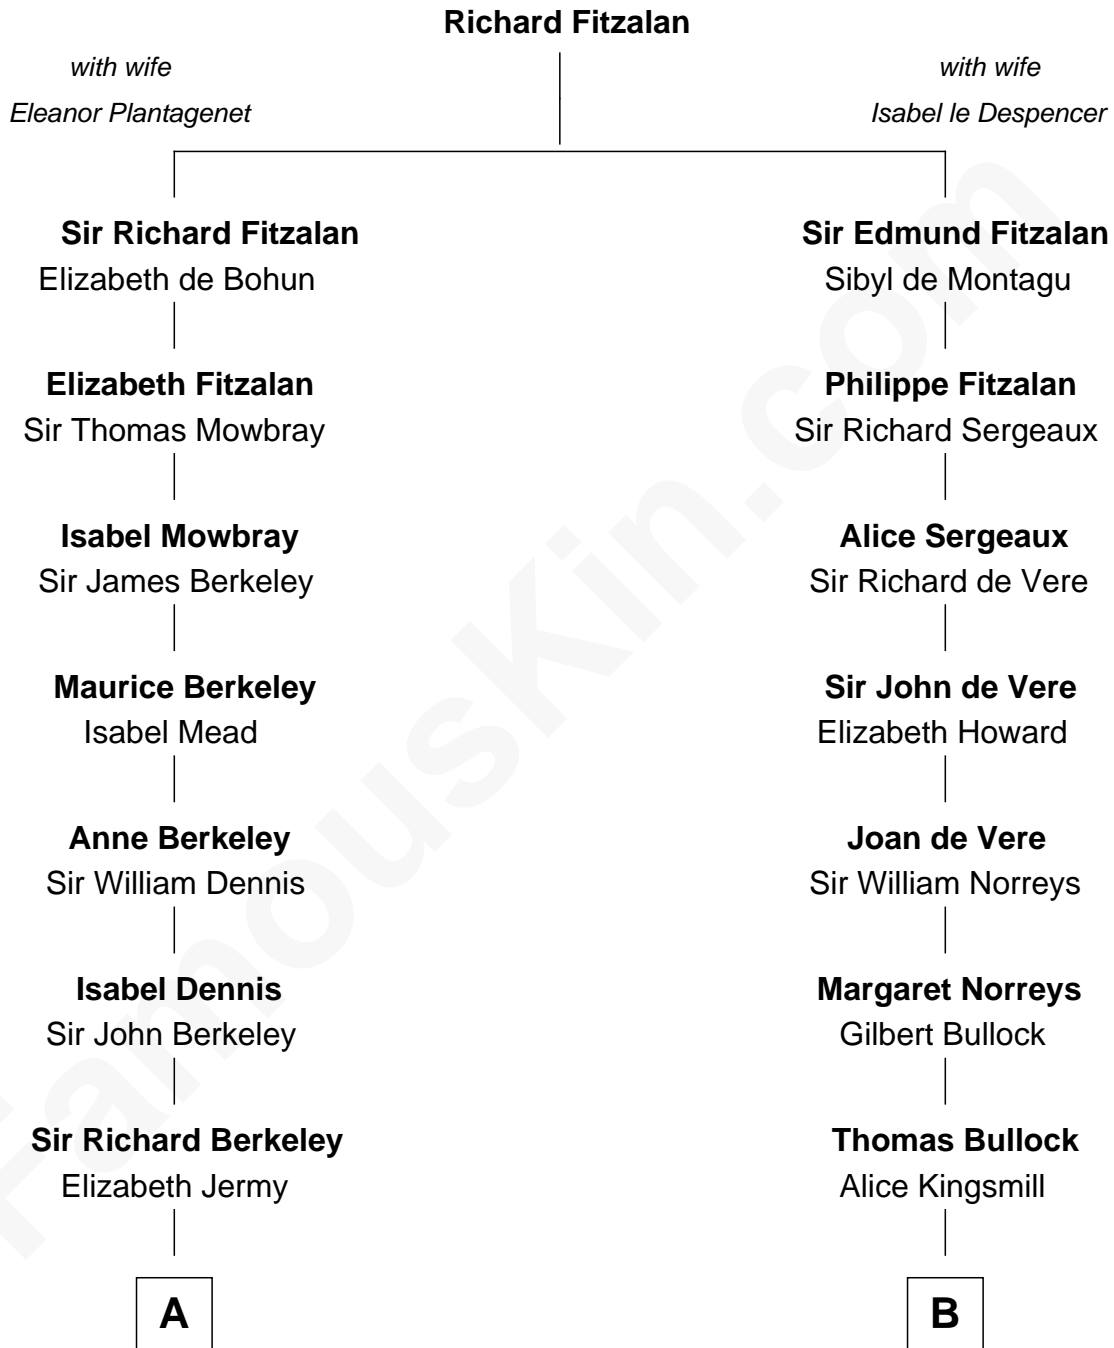 Richard Fitzalan
with wife
Eleanor Plantagenet
with wife
Isabel le Despencer
Sir Richard Fitzalan
Elizabeth de Bohun
Sir Edmund Fitzalan
Sibyl de Montagu
Elizabeth Fitzalan
Sir Thomas Mowbray
Philippe Fitzalan
Sir Richard Sergeaux
Isabel Mowbray
Sir James Berkeley
Alice Sergeaux
Sir Richard de Vere
Maurice Berkeley
Isabel Mead
Sir John de Vere
Elizabeth Howard
Anne Berkeley
Sir William Dennis
Joan de Vere
Sir William Norreys
Isabel Dennis
Sir John Berkeley
Margaret Norreys
Gilbert Bullock
Sir Richard Berkeley
Elizabeth Jermy
Thomas Bullock
Alice Kingsmill
A
B
FamousKin.com